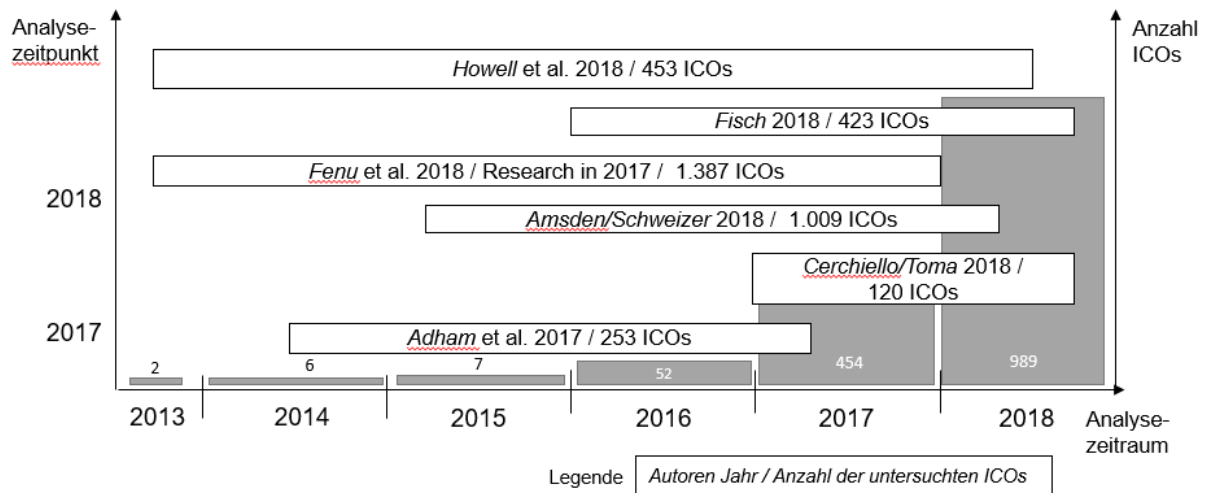 Analyse-
zeitpunkt
Anzahl
ICOs
Howell et al. 2018 / 453 ICOs
Fisch 2018 / 423 ICOs
Fenu et al. 2018 / Research in 2017 / 1.387 ICOs
2018
Amsden/Schweizer 2018 / 1.009 ICOs
Cerchiello/Toma 2018 /
120 ICOs
2017
Adham et al. 2017 / 253 ICOs
2
6
7
52
454
989
2013
2014
2015
2016
2017
2018
Analyse-
zeitraum
Legende
Autoren Jahr / Anzahl der untersuchten ICOs